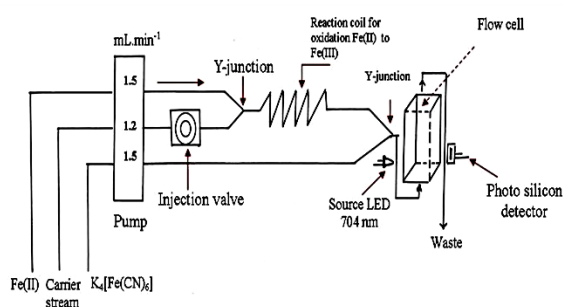 mL.min⁻¹
Reaction coil for
oxidation Fe(II) to
Fe(III)
Flow cell
Y-junction
Y-junction
1.5
1.2
1.5
Injection valve
Pump
Source LED
704 nm
Photo silicon
detector
Waste
Fe(II)
Carrier
stream
K₄[Fe(CN)₆]